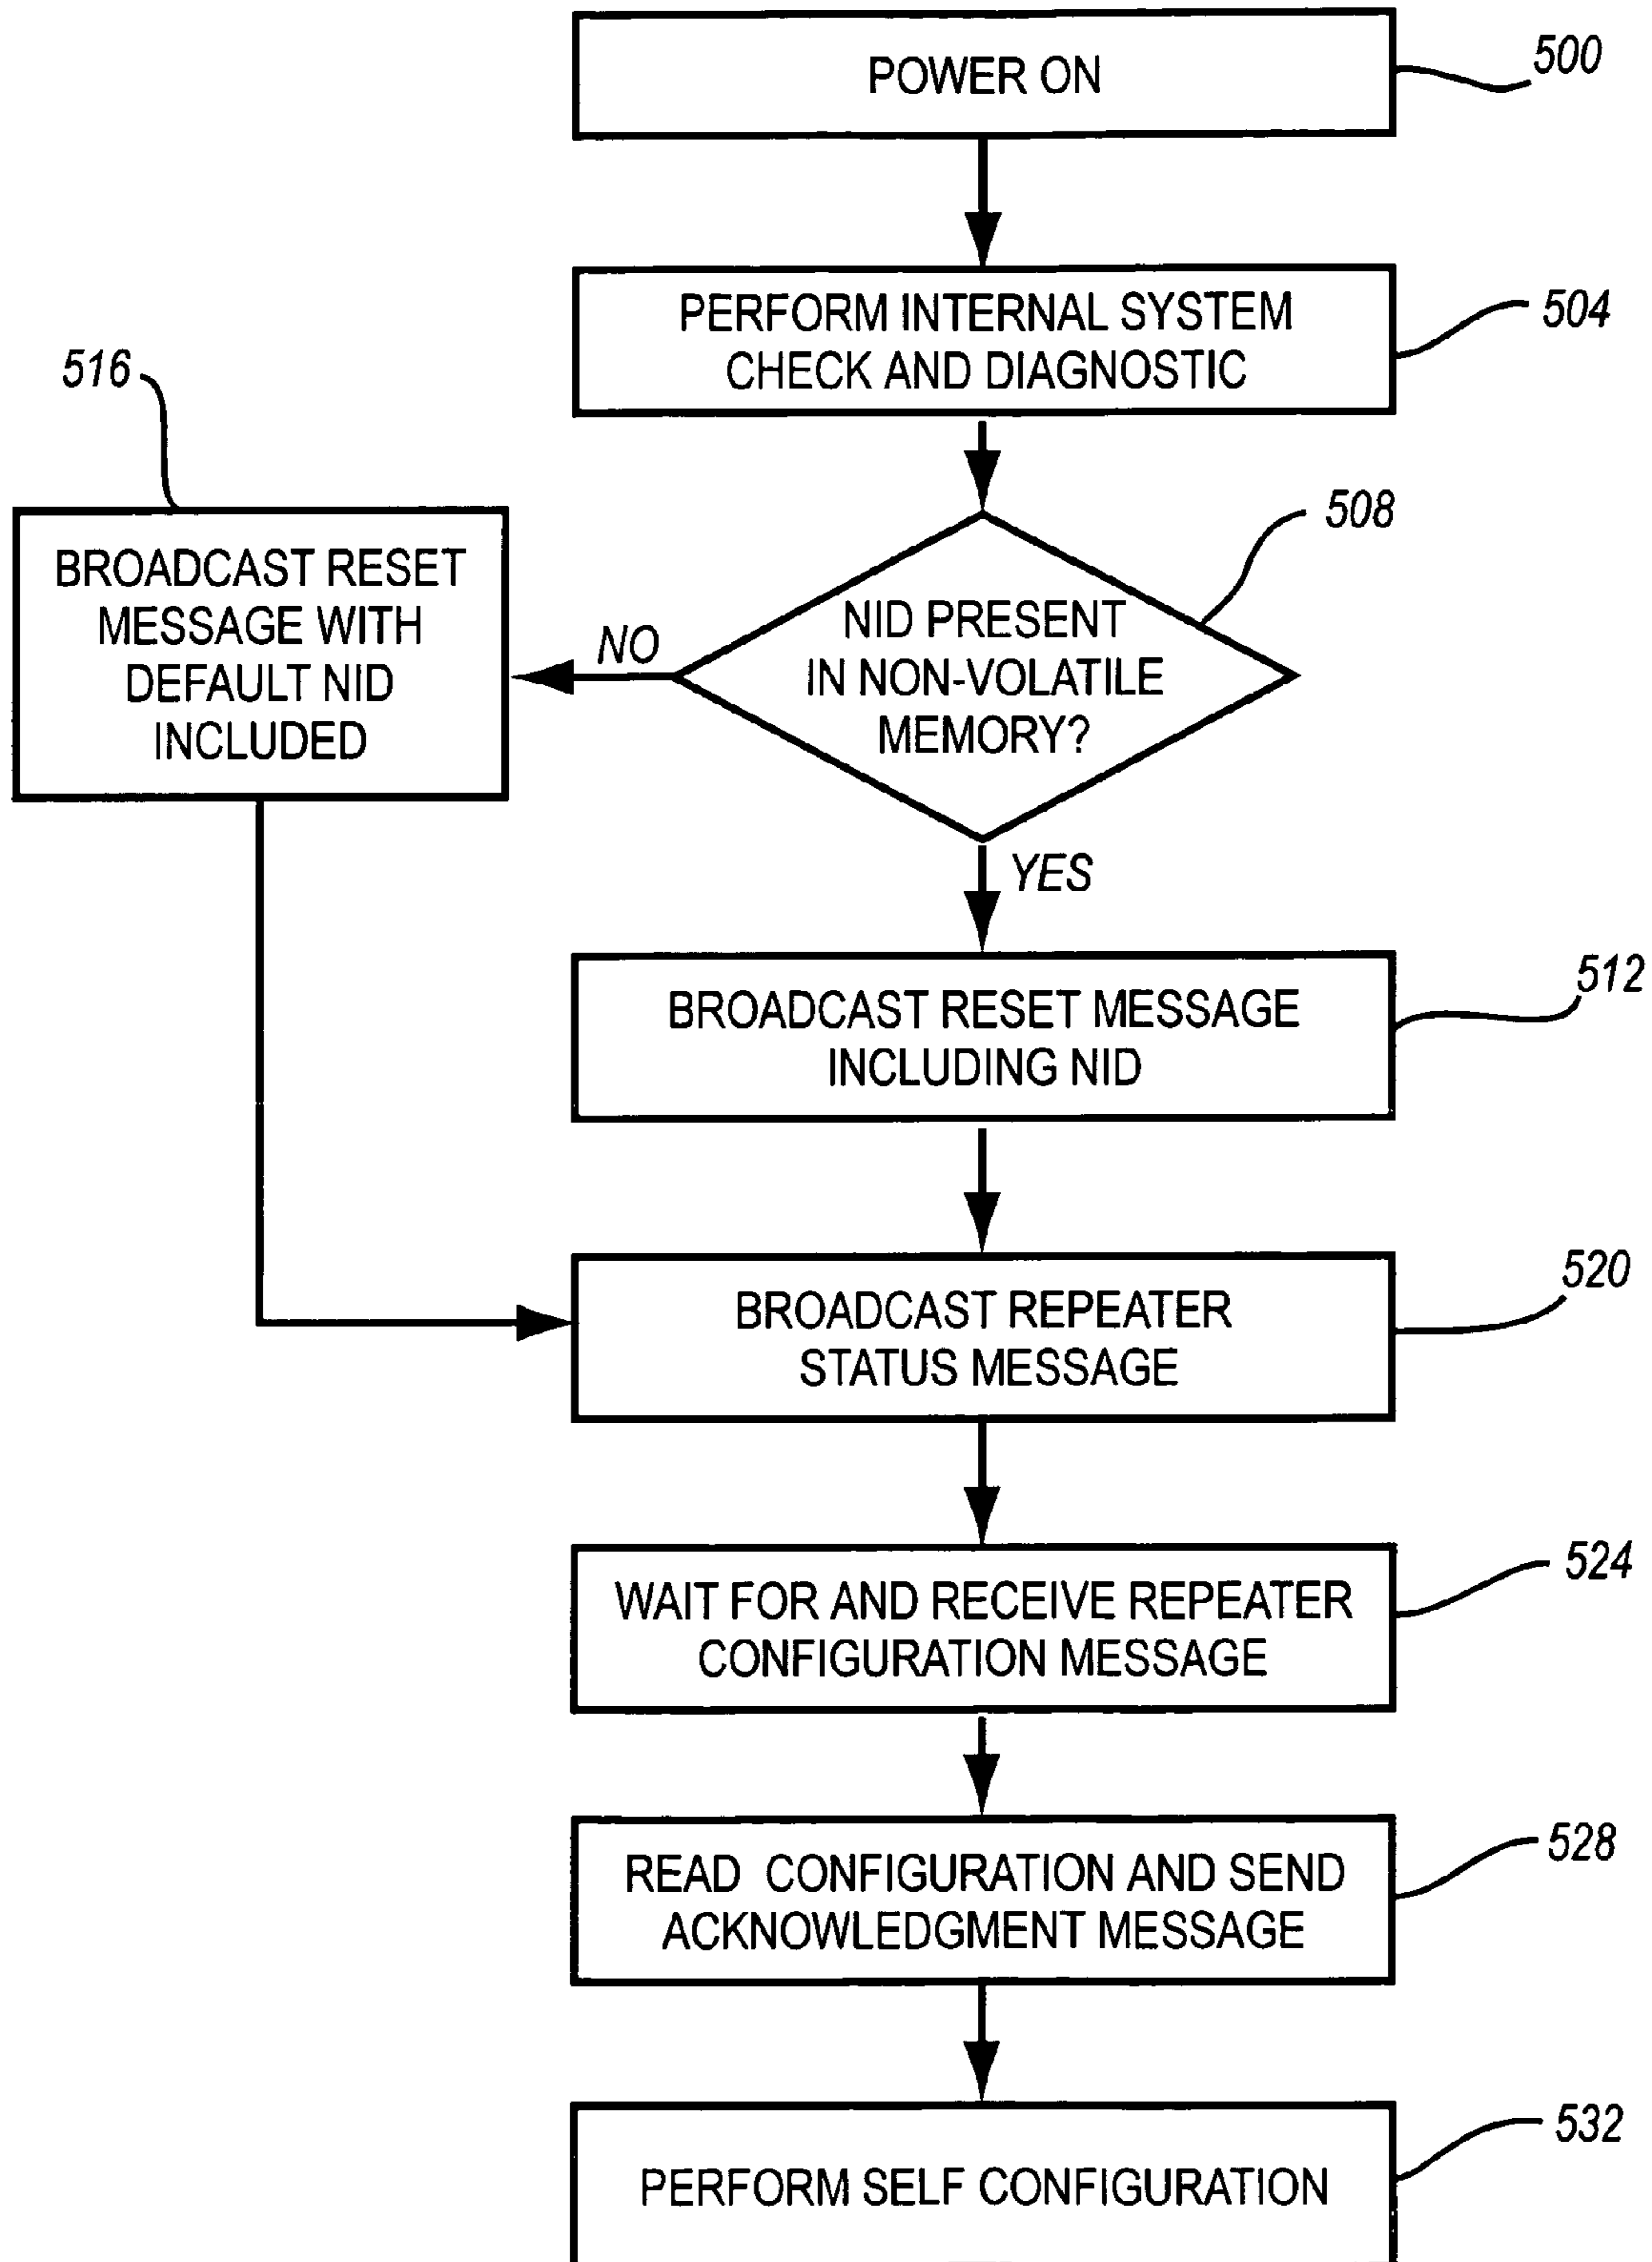 POWER ON
500
PERFORM INTERNAL SYSTEM
CHECK AND DIAGNOSTIC
504
516
BROADCAST RESET
MESSAGE WITH
DEFAULT NID
INCLUDED
NO
NID PRESENT
IN NON-VOLATILE
MEMORY?
508
YES
BROADCAST RESET MESSAGE
INCLUDING NID
512
BROADCAST REPEATER
STATUS MESSAGE
520
WAIT FOR AND RECEIVE REPEATER
CONFIGURATION MESSAGE
524
READ CONFIGURATION AND SEND
ACKNOWLEDGMENT MESSAGE
528
PERFORM SELF CONFIGURATION
532